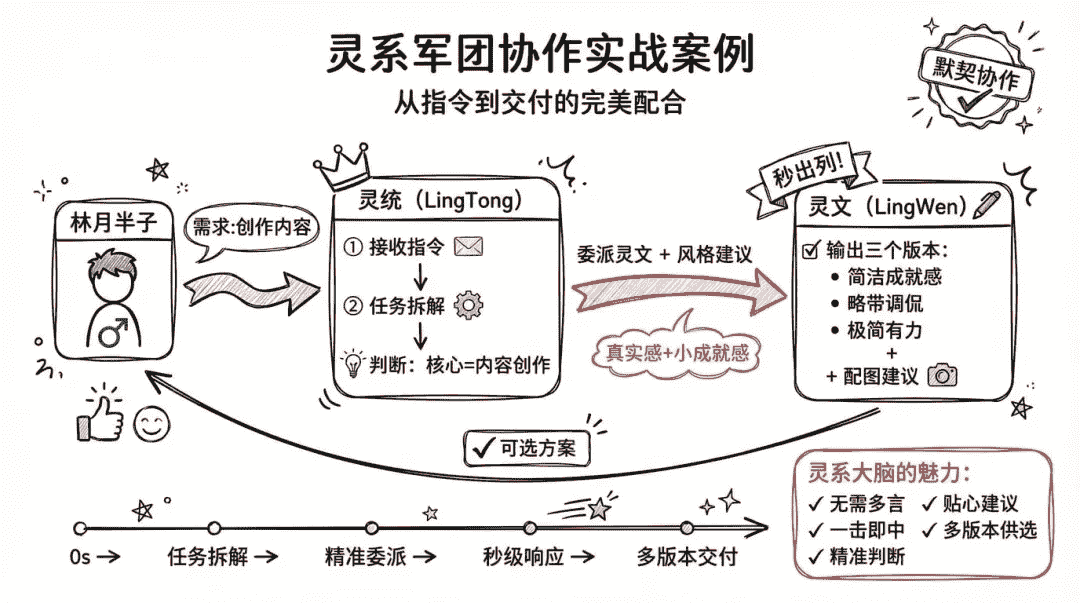 灵系军团协作实战案例
从指令到交付的完美配合
默契协作
林月半子
需求:创作内容
灵统（LingTong）
① 接收指令
② 任务拆解
判断：核心=内容创作
委派灵文 + 风格建议
真实感+小成就感
秒出列!
灵文（LingWen）
输出三个版本：
• 简洁成就感
• 略带调侃
• 极简有力
+
+ 配图建议
可选方案
灵系大脑的魅力：
✓ 无需多言 ✓ 贴心建议
✓ 一击即中 ✓ 多版本供选
✓ 精准判断
0s → 任务拆解 → 精准委派 → 秒级响应 → 多版本交付